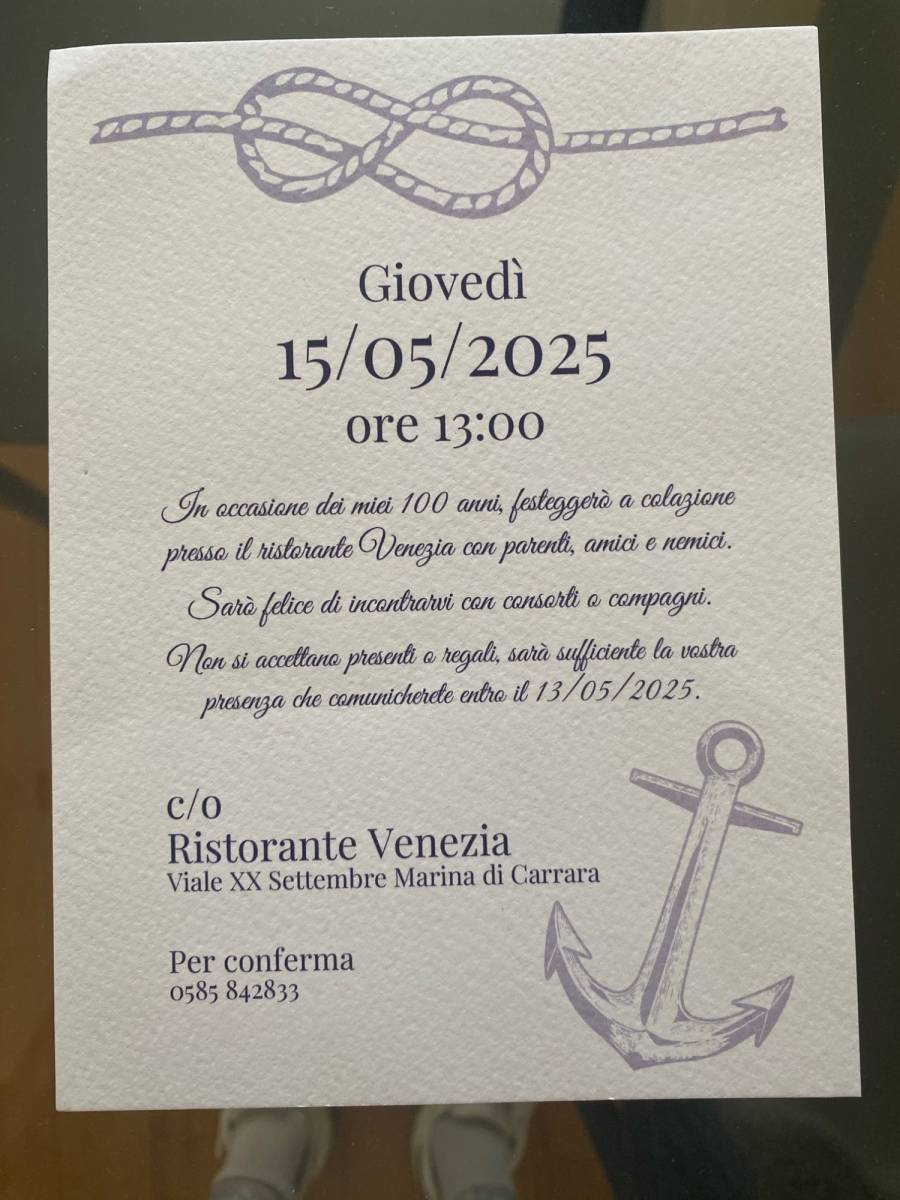 Giovedì
15/05/2025
ore 13:00
In occasione dei miei 100 anni, festeggerò a colazione
presso il ristorante Venezia con parenti, amici e nemici.
Sarò felice di incontrarvi con consorti o compagni.
Non si accettano presenti o regali, sarà sufficiente la vostra
presenza che comunicherete entro il 13/05/2025.
c/o
Ristorante Venezia
Viale XX Settembre Marina di Carrara
Per conferma
0585 842833